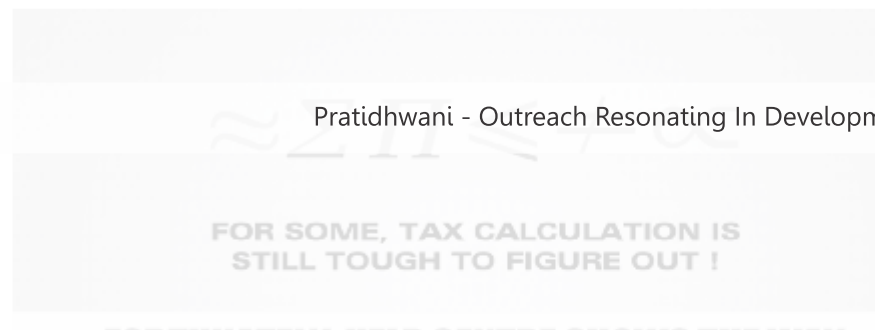 ≈ Σ π ≤ + ∝
Pratidhwani - Outreach Resonating In Developm
FOR SOME, TAX CALCULATION IS
STILL TOUGH TO FIGURE OUT !